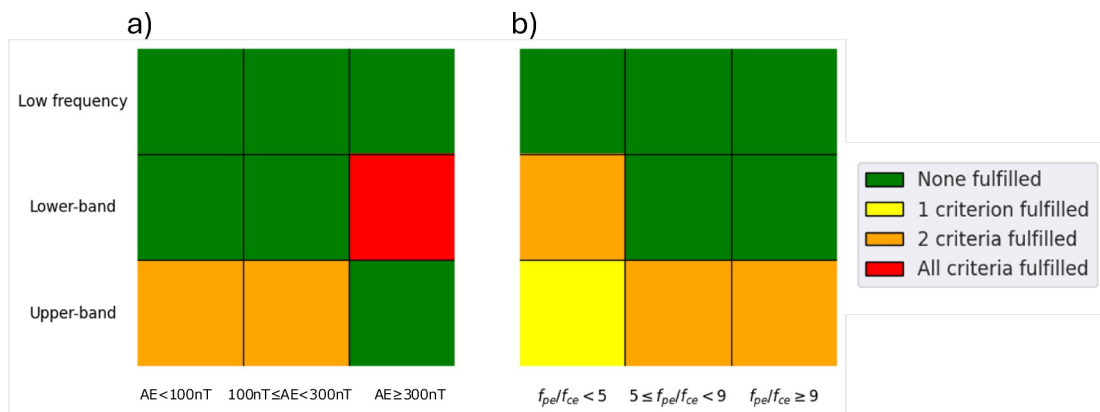 a)
b)
Low frequency
Lower-band
Upper-band
AE<100nT 100nT≤AE<300nT AE≥300nT
f_pe/f_ce < 5 5 ≤ f_pe/f_ce < 9 f_pe/f_ce ≥ 9
None fulfilled
1 criterion fulfilled
2 criteria fulfilled
All criteria fulfilled